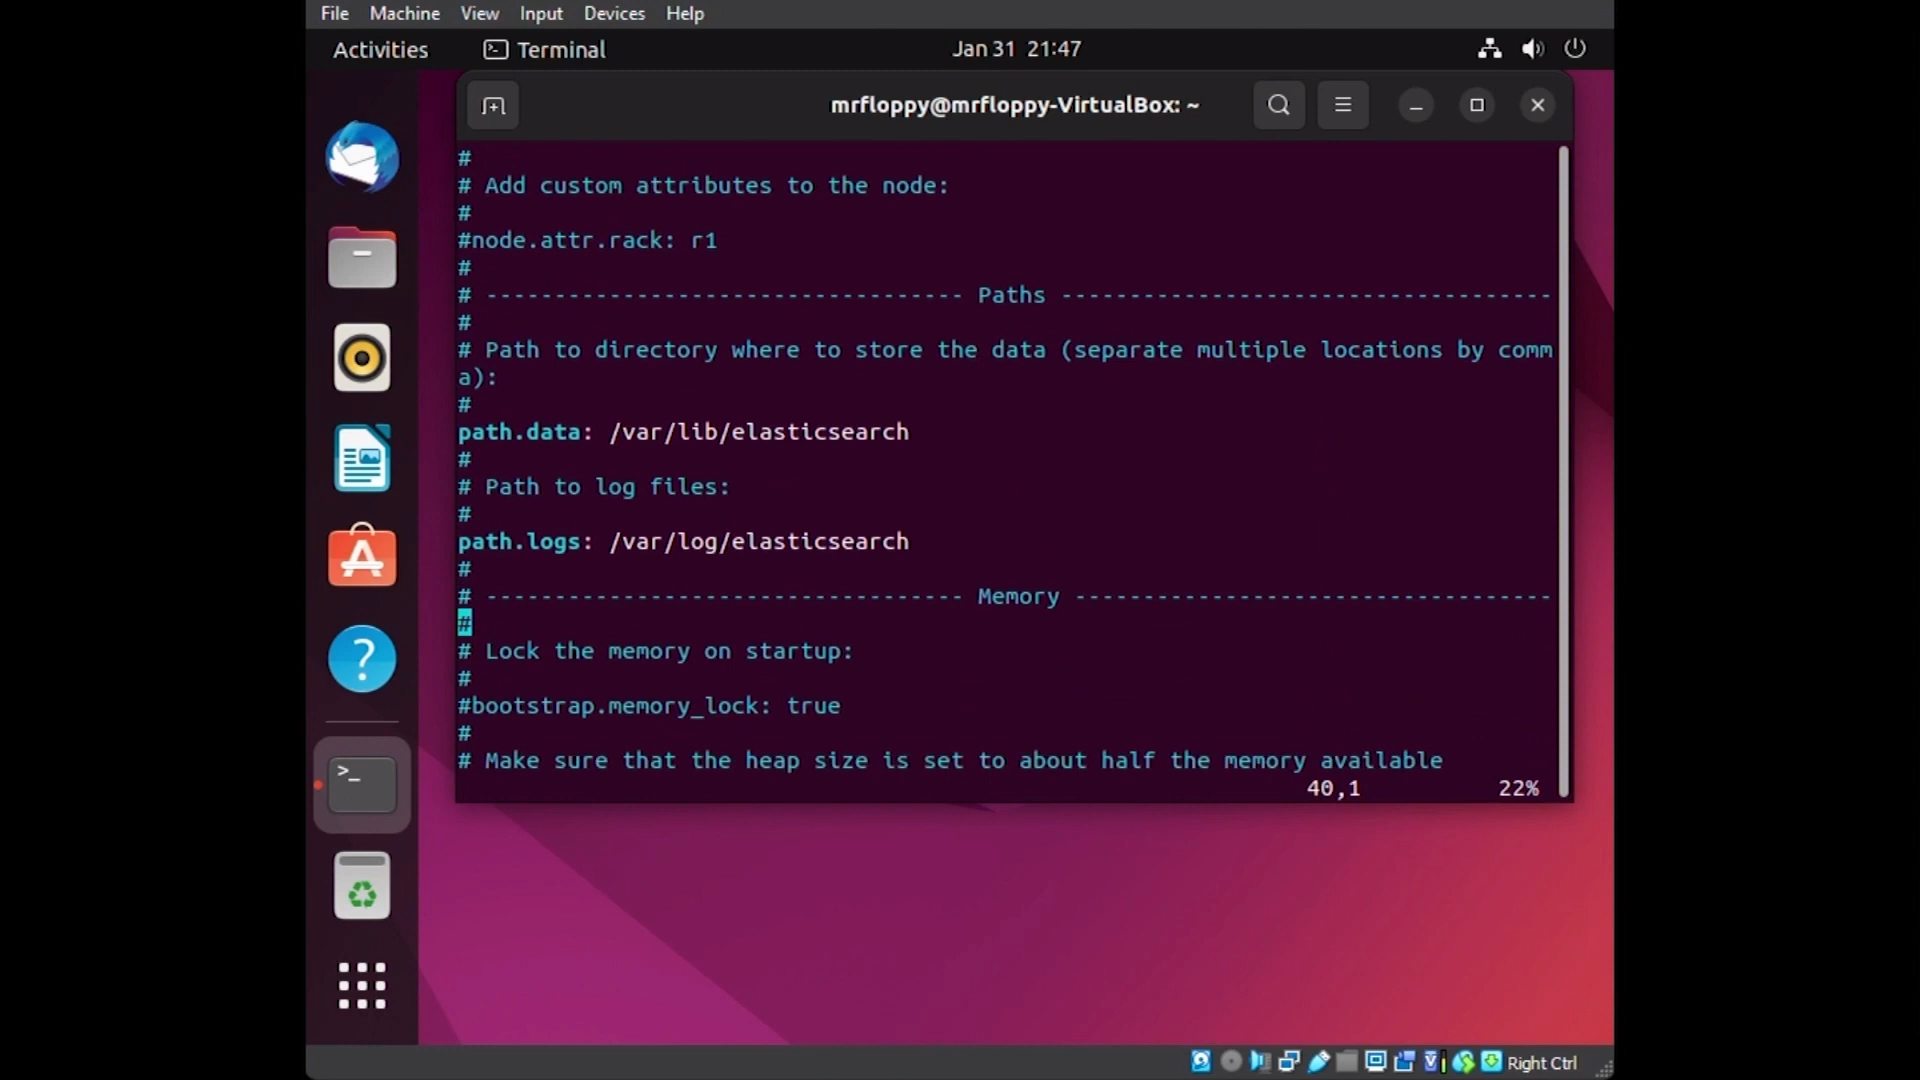 File Machine View Input Devices Help
Activities Terminal Jan 31 21:47
mrfloppy@mrfloppy-VirtualBox: ~
#
# Add custom attributes to the node:
#
#node.attr.rack: r1
#
# ----------------------------------- Paths ------------------------------------
#
# Path to directory where to store the data (separate multiple locations by comm
a):
#
path.data: /var/lib/elasticsearch
#
# Path to log files:
#
path.logs: /var/log/elasticsearch
#
# ----------------------------------- Memory -----------------------------------
#
# Lock the memory on startup:
#
#bootstrap.memory_lock: true
#
# Make sure that the heap size is set to about half the memory available
40,1 22%
Right Ctrl